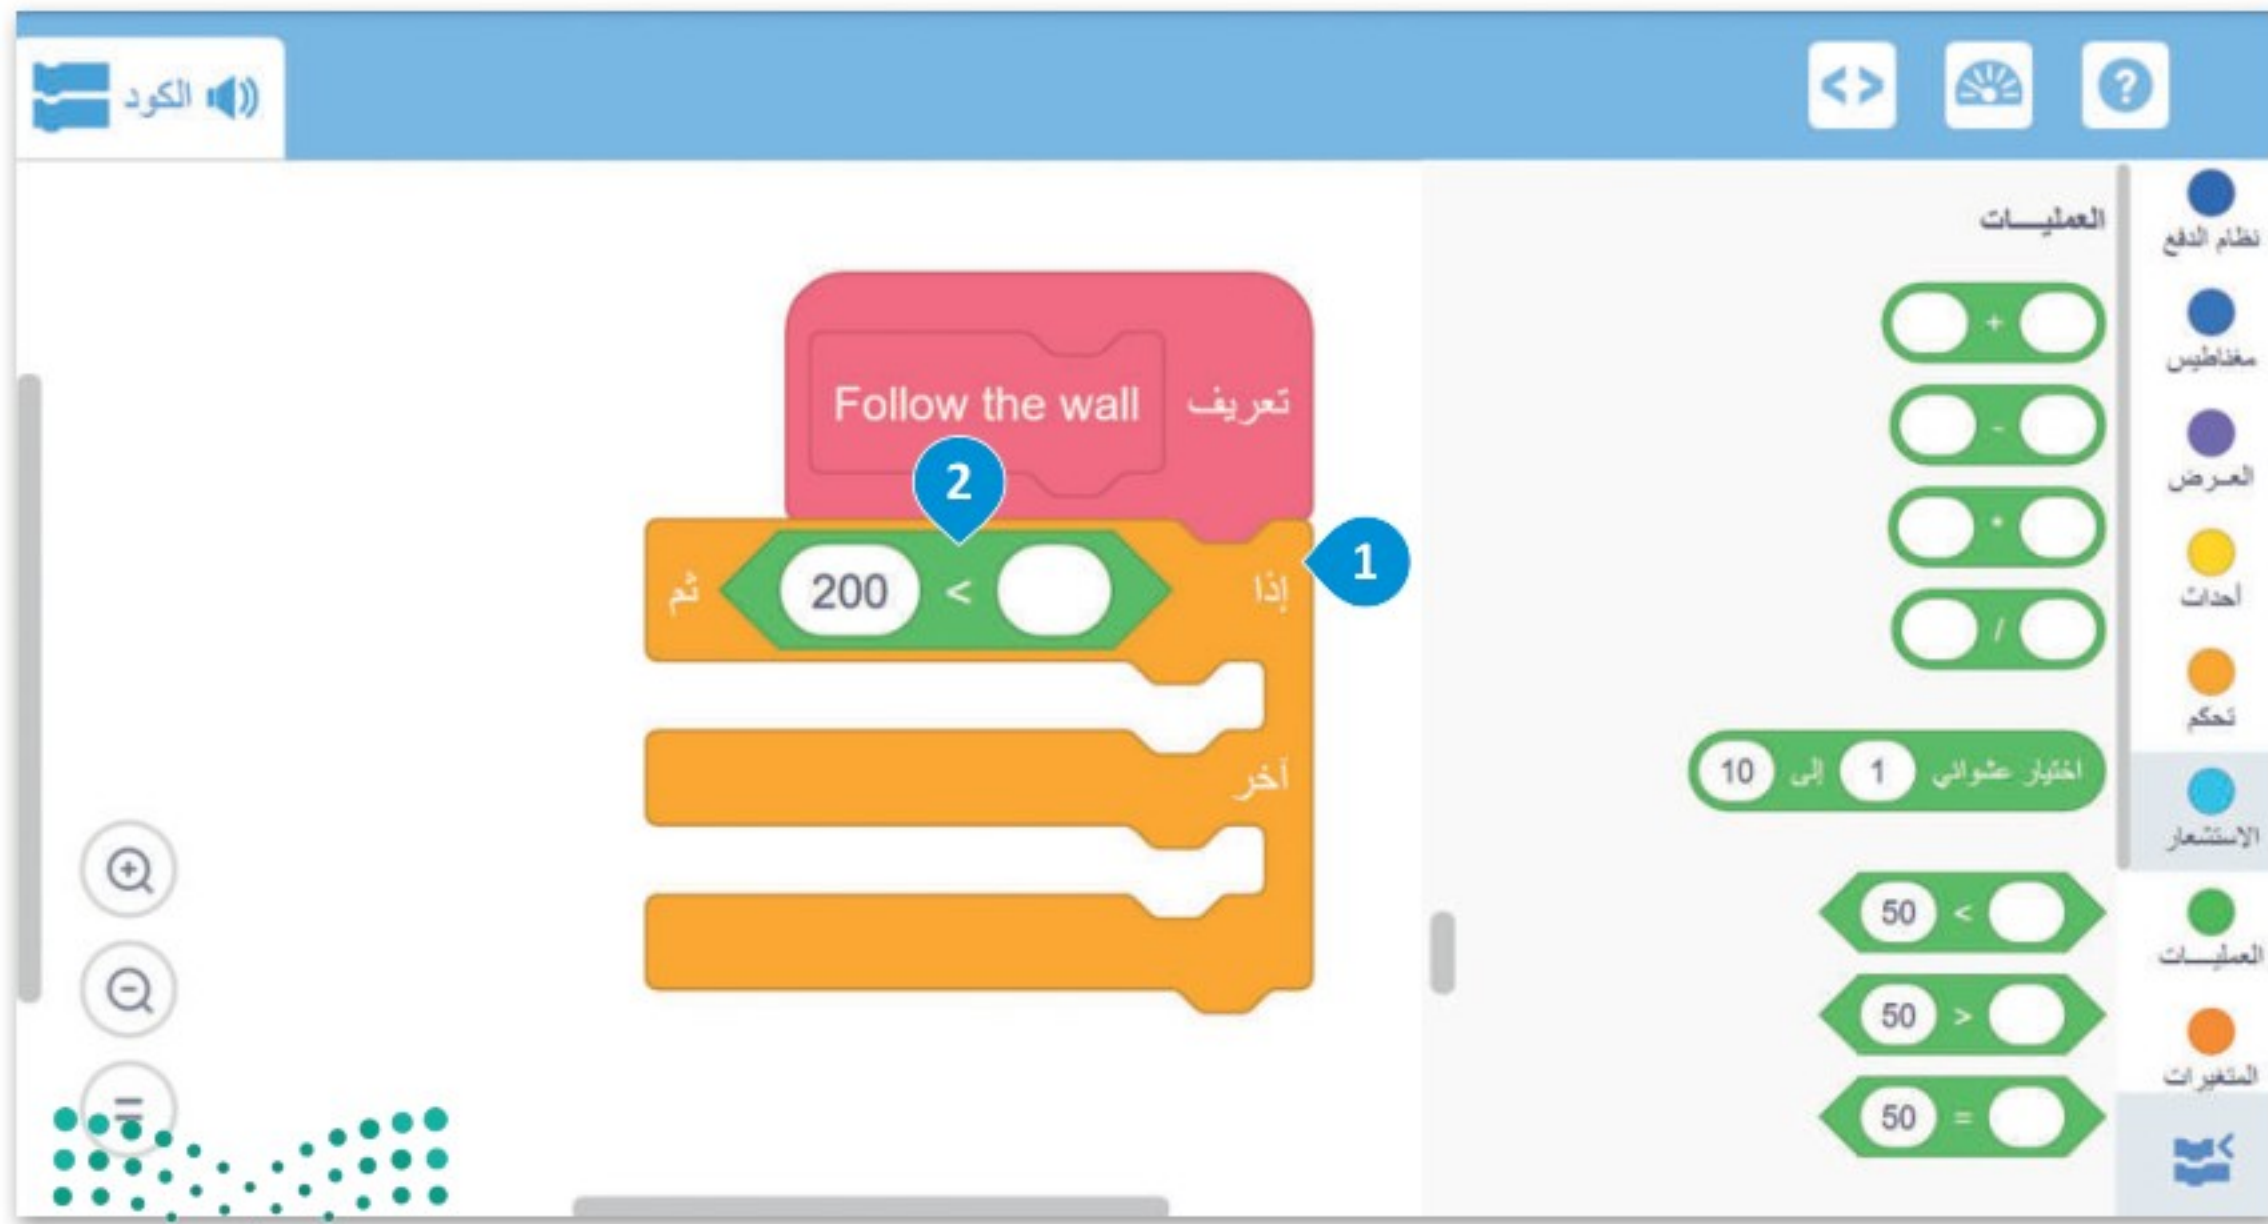 الكود
العمليـــات
+
-
*
/
اختيار عشوائي 1 إلى 10
50 < 
50 > 
50 = 
نظام الدفع
مغناطيس
العـرض
أحداث
تحكم
الاستشعار
العمليـــات
المتغيرات
تعريف Follow the wall
2
إذا 200 < ثم
1
آخر